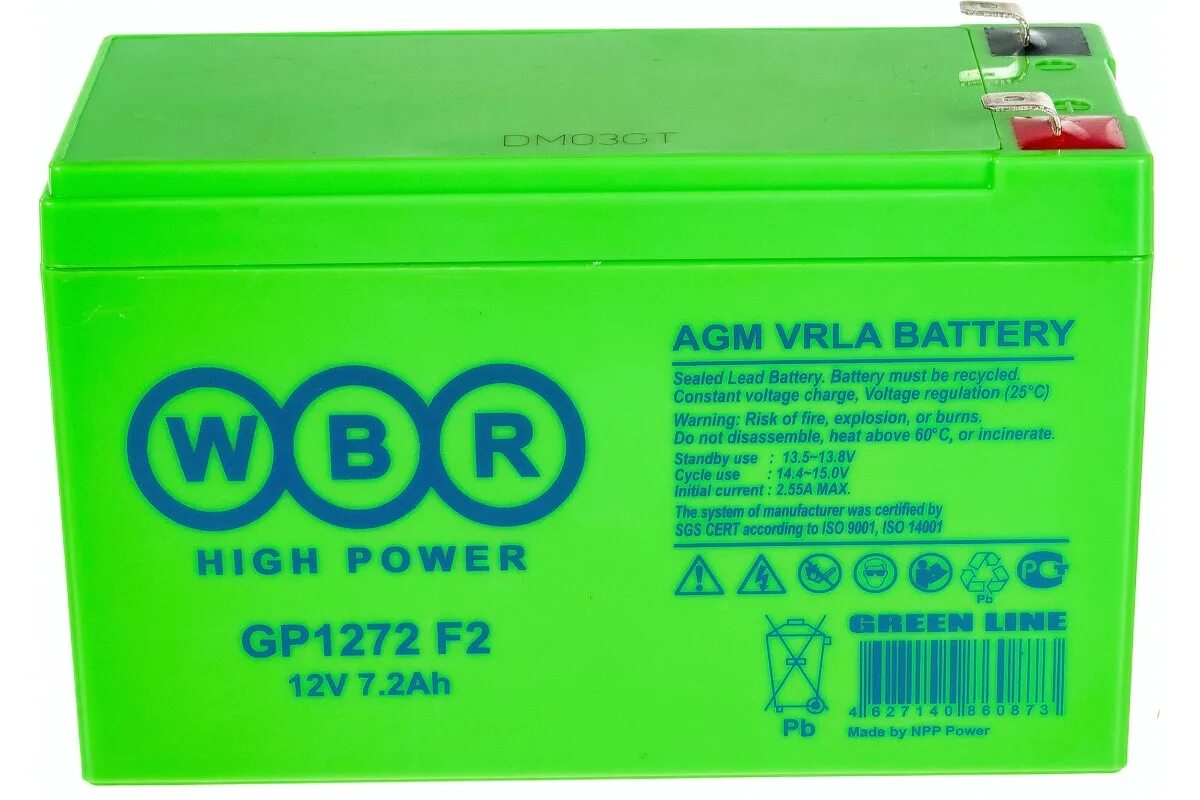 DM03GT
WBR
HIGH POWER
GP1272 F2
12V 7.2Ah
AGM VRLA BATTERY
Sealed Lead Battery. Battery must be recycled.
Constant voltage charge, Voltage regulation (25°C)
Warning: Risk of fire, explosion, or burns.
Do not disassemble, heat above 60°C, or incinerate.
Standby use : 13.5~13.8V
Cycle use : 14.4~15.0V
Initial current : 2.55A MAX.
The system of manufacturer was certified by
SGS CERT according to ISO 9001, ISO 14001
Pb
РСТ
Pb
GREEN LINE
4 627140 860873
Made by NPP Power